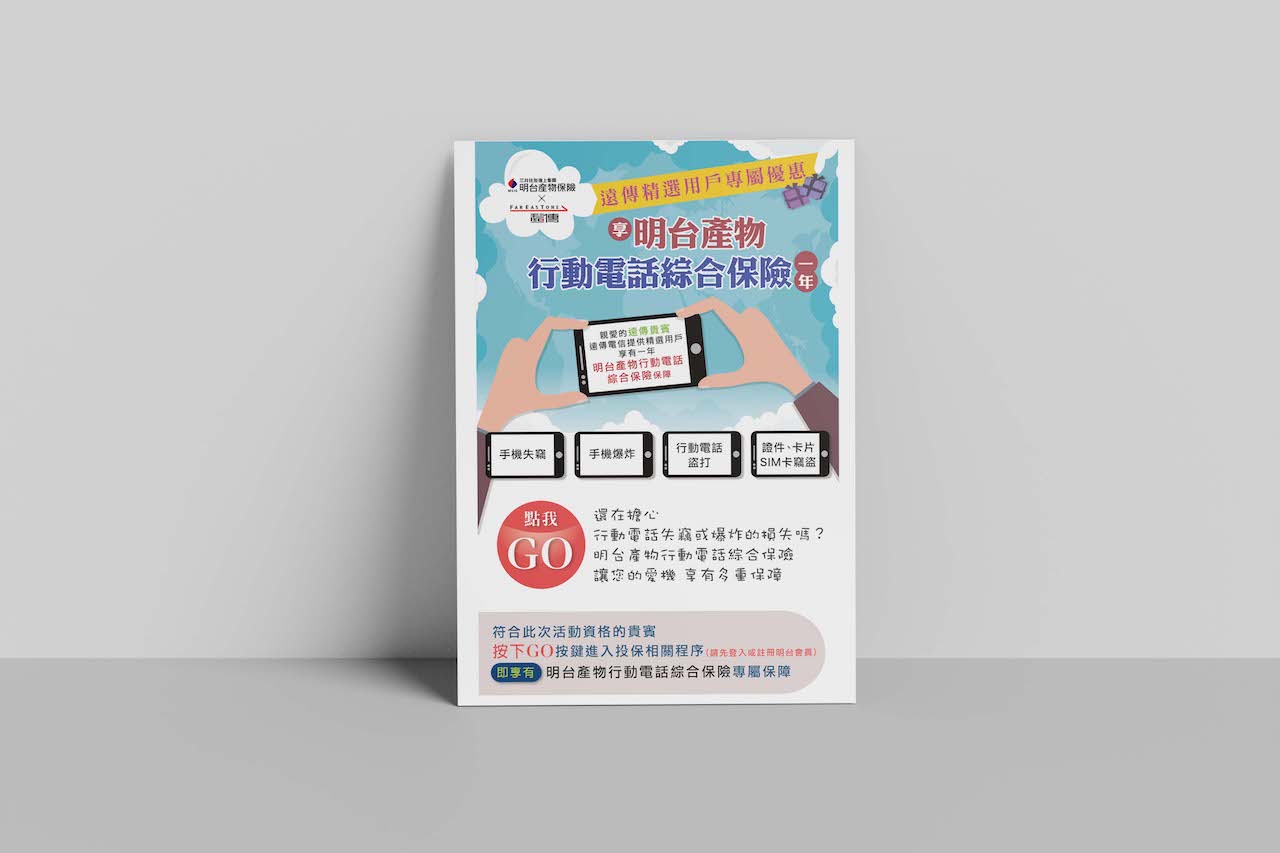 三井住友海上集團
MSIG
明台產物保險
×
FAREASTONE
遠傳
遠傳精選用戶專屬優惠
享 明台產物
行動電話綜合保險 一年
親愛的遠傳貴賓
遠傳電信提供精選用戶
享有一年
明台產物行動電話
綜合保險保障
手機失竊
手機爆炸
行動電話
盜打
證件、卡片
SIM卡竊盜
點我
GO
還在擔心
行動電話失竊或爆炸的損失嗎？
明台產物行動電話綜合保險
讓您的愛機 享有多重保障
符合此次活動資格的貴賓
按下GO按鍵進入投保相關程序(請先登入或註冊明台會員)
即享有 明台產物行動電話綜合保險專屬保障